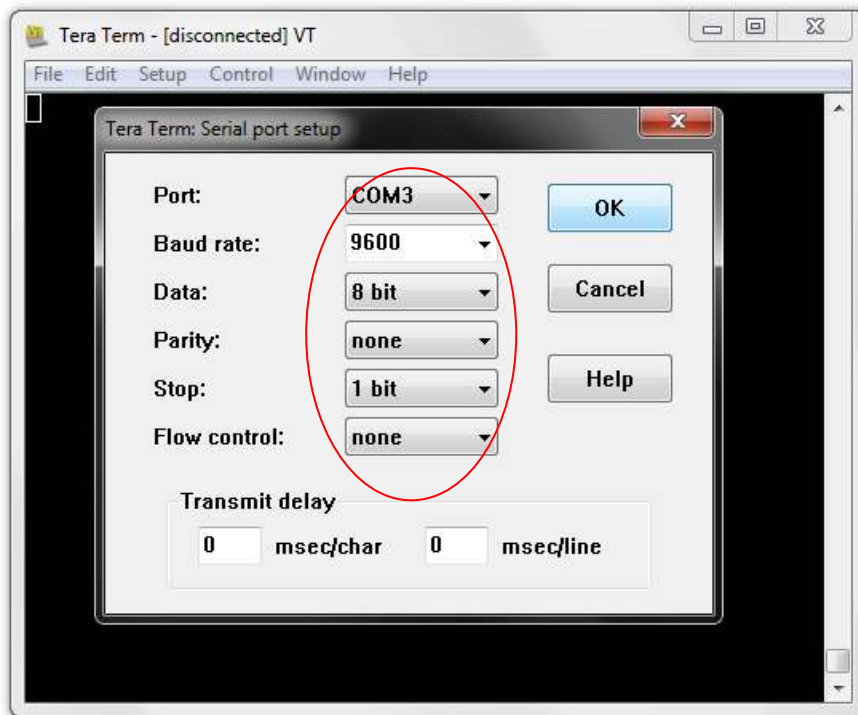 Tera Term - [disconnected] VT
File Edit Setup Control Window Help
Tera Term: Serial port setup
Port: COM3
Baud rate: 9600
Data: 8 bit
Parity: none
Stop: 1 bit
Flow control: none
OK
Cancel
Help
Transmit delay
0 msec/char 0 msec/line